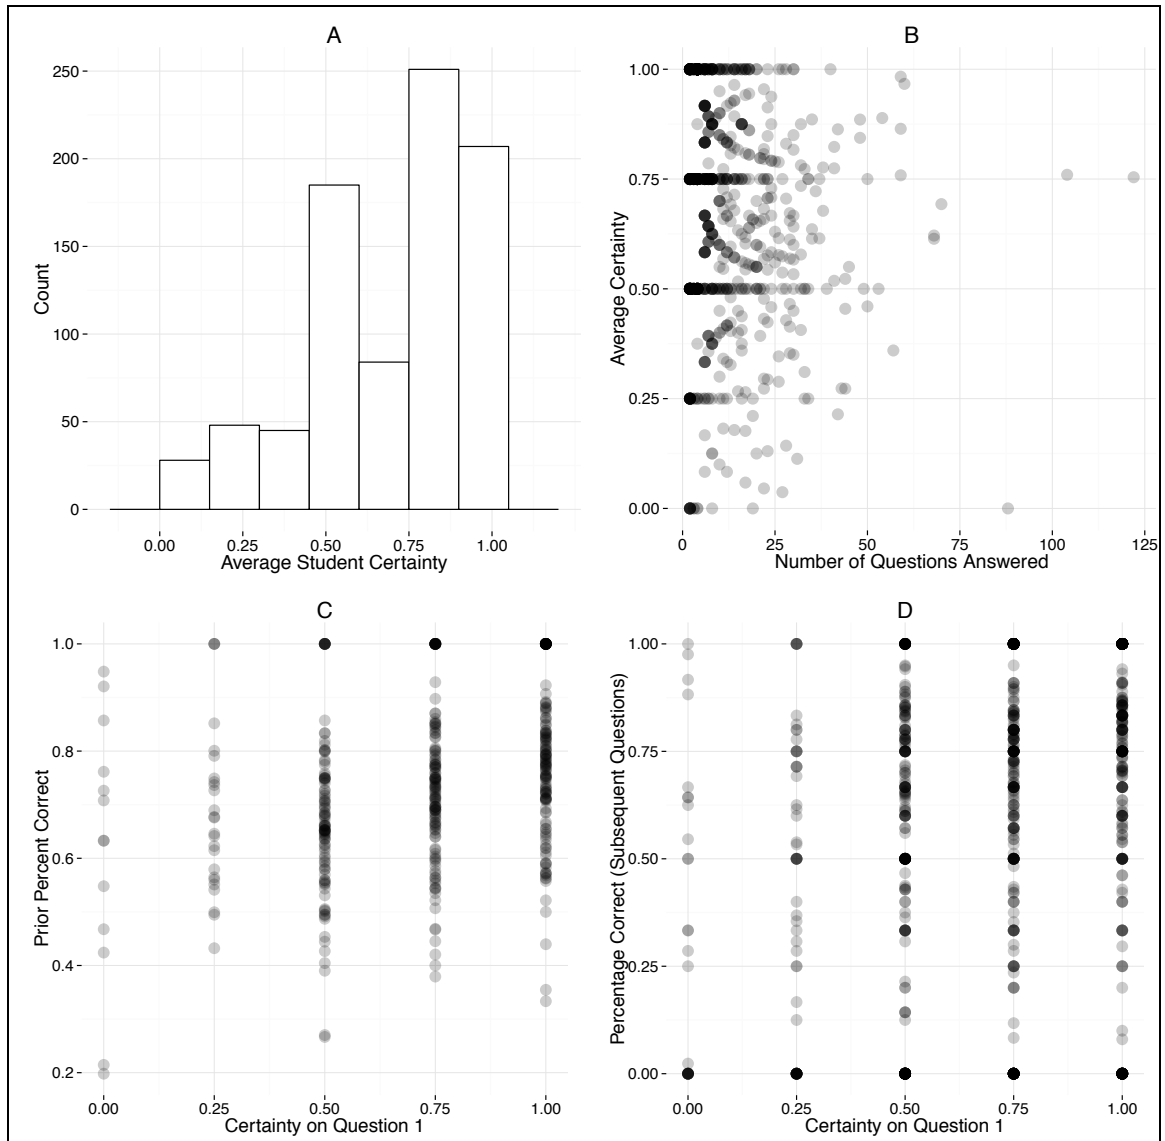 A
250
200
150
100
50
0
Count
0.00 0.25 0.50 0.75 1.00
Average Student Certainty
B
1.00
0.75
0.50
0.25
0.00
Average Certainty
0 25 50 75 100 125
Number of Questions Answered
C
1.0
0.8
0.6
0.4
0.2
Prior Percent Correct
0.00 0.25 0.50 0.75 1.00
Certainty on Question 1
D
1.00
0.75
0.50
0.25
0.00
Percentage Correct (Subsequent Questions)
0.00 0.25 0.50 0.75 1.00
Certainty on Question 1